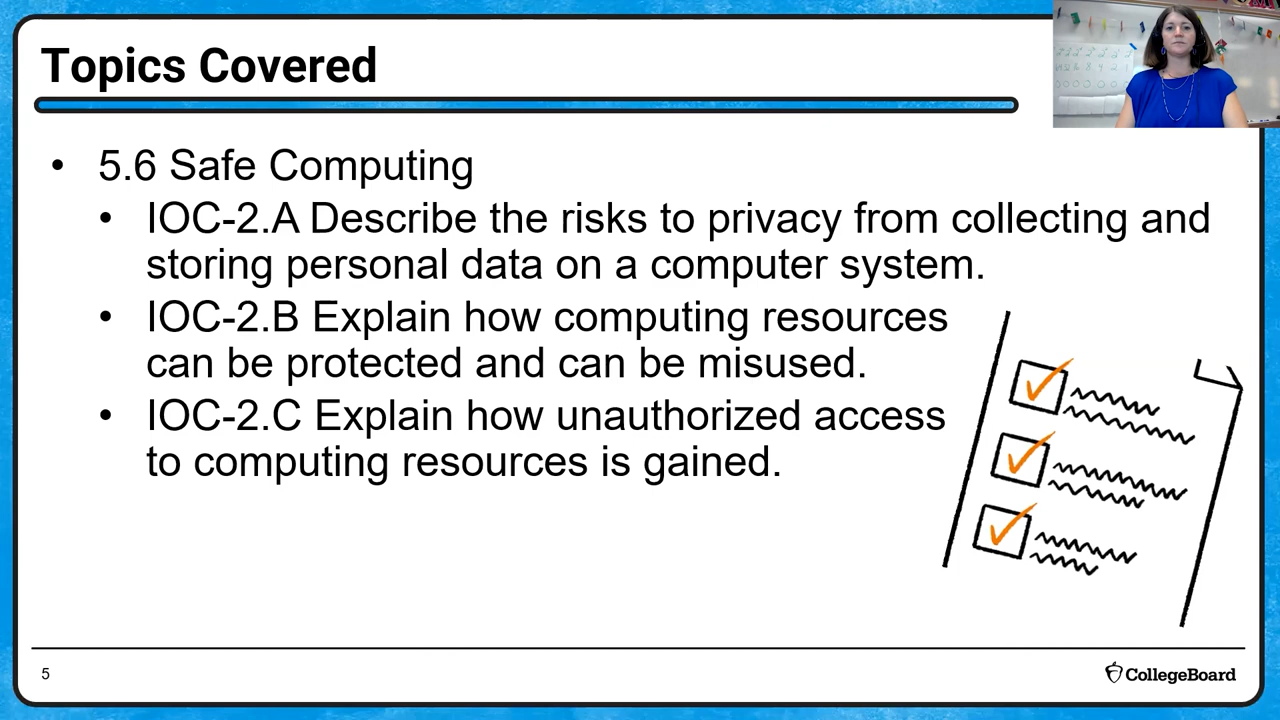 Topics Covered
• 5.6 Safe Computing
• IOC-2.A Describe the risks to privacy from collecting and
storing personal data on a computer system.
• IOC-2.B Explain how computing resources
can be protected and can be misused.
• IOC-2.C Explain how unauthorized access
to computing resources is gained.
5
CollegeBoard